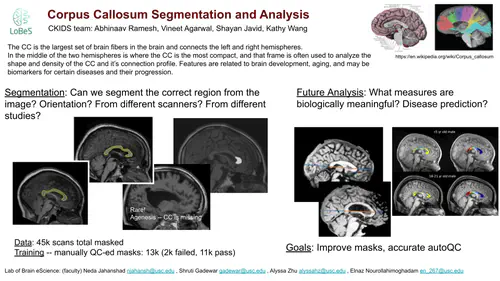 LoBeS
Corpus Callosum Segmentation and Analysis
CKIDS team: Abhinaav Ramesh, Vineet Agarwal, Shayan Javid, Kathy Wang
The CC is the largest set of brain fibers in the brain and connects the left and right hemispheres.
In the middle of the two hemispheres is where the CC is the most compact, and that frame is often used to analyze the
shape and density of the CC and it's connection profile. Features are related to brain development, aging, and may be
biomarkers for certain diseases and their progression.
https://en.wikipedia.org/wiki/Corpus_callosum
Segmentation: Can we segment the correct region from the
image? Orientation? From different scanners? From different
studies?
Future Analysis: What measures are
biologically meaningful? Disease prediction?
Rare!
Agenesis -- CC is missing
Data: 45k scans total masked
Training -- manually QC-ed masks: 13k (2k failed, 11k pass)
Goals: Improve masks, accurate autoQC
Lab of Brain eScience: (faculty) Neda Jahanshad njahansh@usc.edu , Shruti Gadewar gadewar@usc.edu , Alyssa Zhu alyssahz@usc.edu , Elnaz Nourollahimoghadam en_267@usc.edu